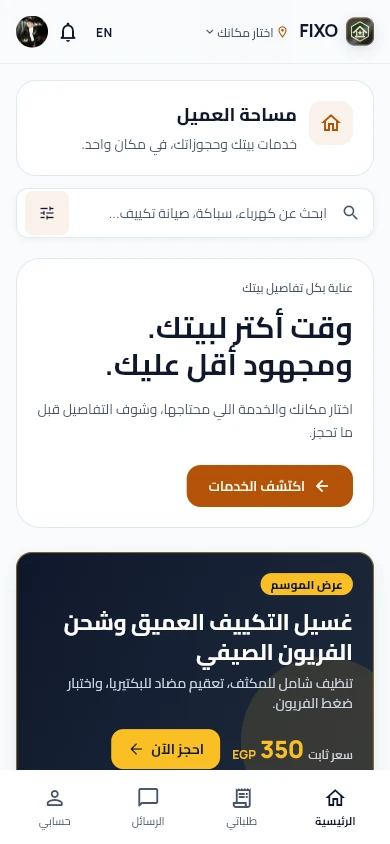 FIXO
اختار مكانك
EN
مساحة العميل
خدمات بيتك وحجوزاتك، في مكان واحد.
ابحث عن كهرباء، سباكة، صيانة تكييف...
عناية بكل تفاصيل بيتك
وقت أكتر لبيتك.
ومجهود أقل عليك.
اختار مكانك والخدمة اللي محتاجها، وشوف التفاصيل قبل
ما تحجز.
اكتشف الخدمات
عرض الموسم
غسيل التكييف العميق وشحن
الفريون الصيفي
تنظيف شامل للمكثف، تعقيم مضاد للبكتيريا، واختبار
ضغط الفريون.
سعر ثابت 350 EGP
احجز الآن
الرئيسية
طلباتي
الرسائل
حسابي